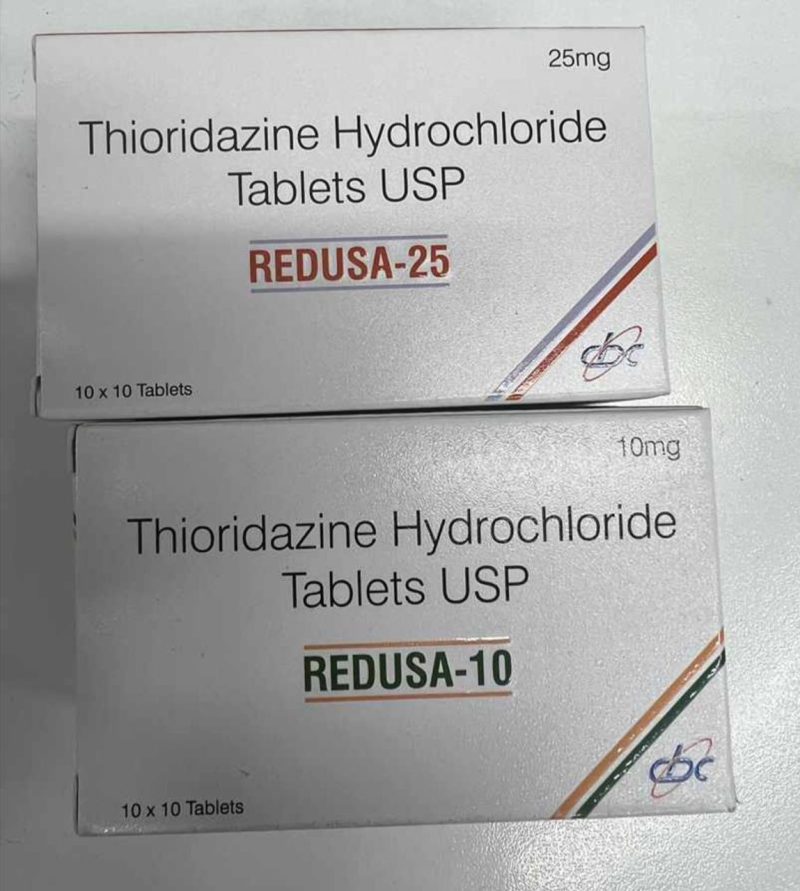 25mg
Thioridazine Hydrochloride
Tablets USP
REDUSA-25
cbc
10 x 10 Tablets
10mg
Thioridazine Hydrochloride
Tablets USP
REDUSA-10
cbc
10 x 10 Tablets